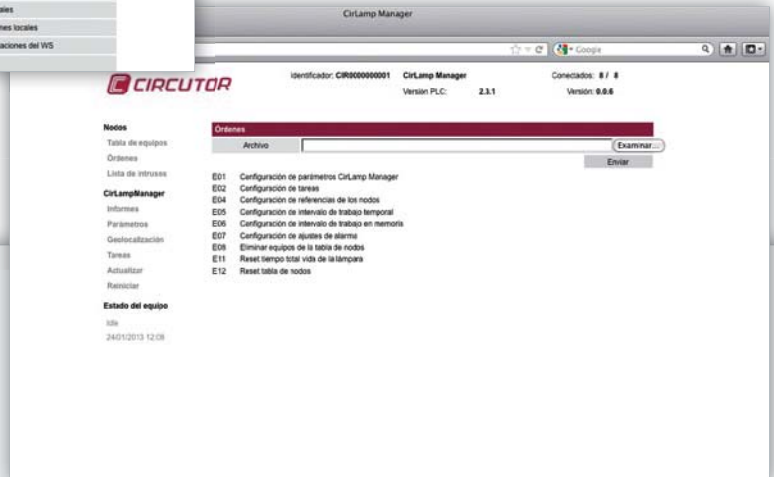 ales
nes locales
aciones del WS
CirLamp Manager
Google
CIRCUTOR
Identificador: CIR0000000001
CirLamp Manager
Conectados: 8 / 8
Versión PLC: 2.3.1
Versión: 0.0.6
Nodos
Tabla de equipos
Órdenes
Lista de intrusos
CirLampManager
Informes
Parámetros
Geolocalización
Tareas
Actualizar
Reiniciar
Estado del equipo
Idle
24/01/2013 12:08
Órdenes
Archivo
Examinar...
Enviar
E01 Configuración de parámetros CirLamp Manager
E02 Configuración de tareas
E04 Configuración de referencias de los nodos
E05 Configuración de intervalo de trabajo temporal
E06 Configuración de intervalo de trabajo en memoris
E07 Configuración de ajustes de alarma
E08 Eliminar equipos de la tabla de nodos
E11 Reset tiempo total vida de la lámpara
E12 Reset tabla de nodos